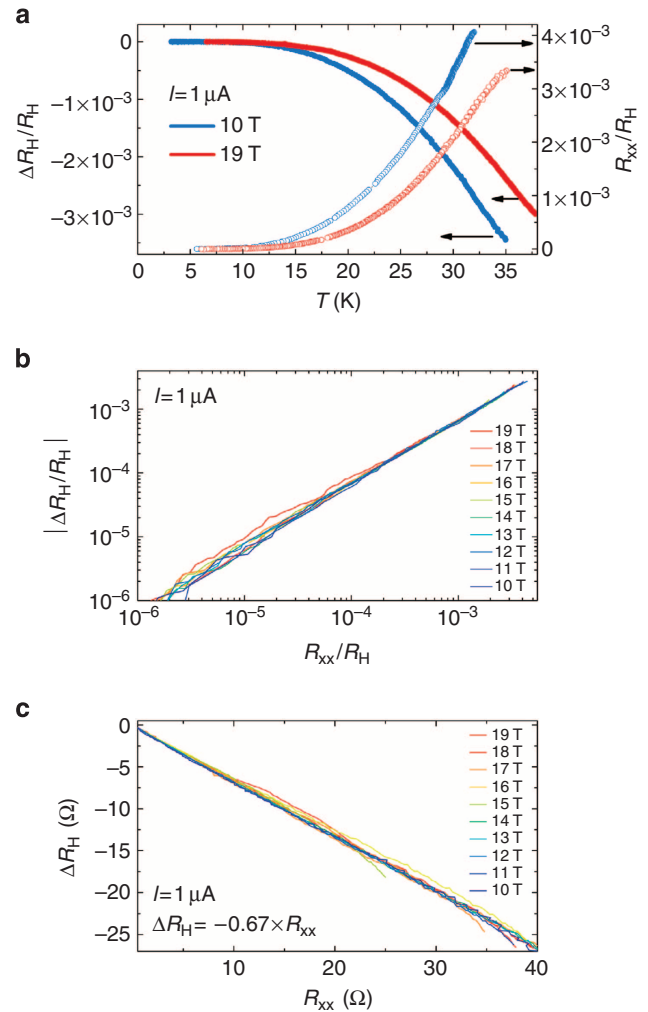 a
0
−1×10⁻³
−2×10⁻³
−3×10⁻³
ΔR_H/R_H
I=1 μA
10 T
19 T
4×10⁻³
3×10⁻³
2×10⁻³
1×10⁻³
0
R_xx/R_H
0 5 10 15 20 25 30 35
T (K)
b
I=1 μA
10⁻³
10⁻⁴
10⁻⁵
10⁻⁶
|ΔR_H/R_H|
19 T
18 T
17 T
16 T
15 T
14 T
13 T
12 T
11 T
10 T
10⁻⁶ 10⁻⁵ 10⁻⁴ 10⁻³
R_xx/R_H
c
0
−5
−10
−15
−20
−25
ΔR_H (Ω)
19 T
18 T
17 T
16 T
15 T
14 T
13 T
12 T
11 T
10 T
I=1 μA
ΔR_H= −0.67×R_xx
10 20 30 40
R_xx (Ω)